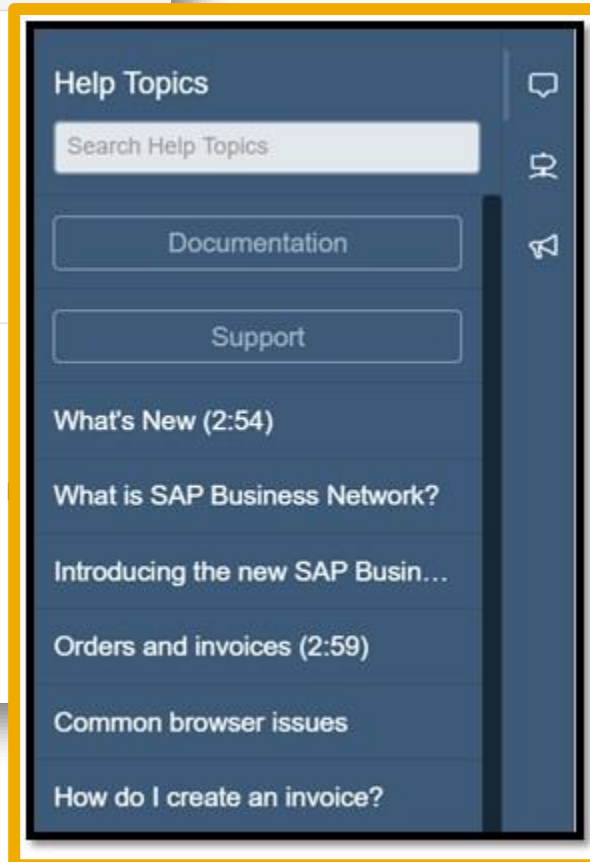 Help Topics
Search Help Topics
Documentation
Support
What's New (2:54)
What is SAP Business Network?
Introducing the new SAP Busin...
Orders and invoices (2:59)
Common browser issues
How do I create an invoice?